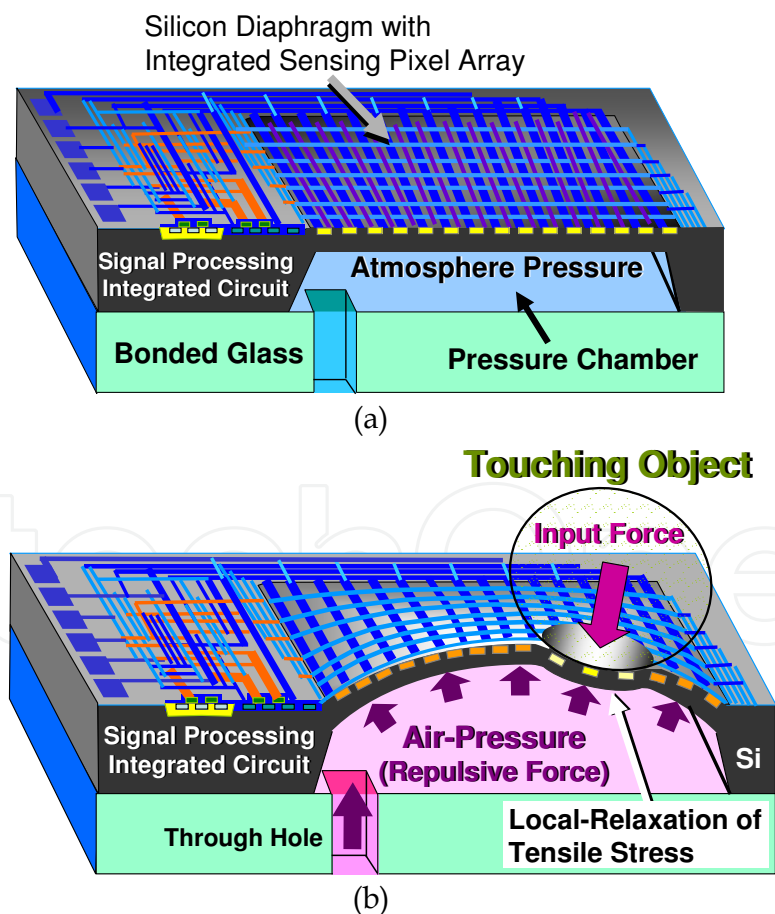 Silicon Diaphragm with
Integrated Sensing Pixel Array
Signal Processing
Integrated Circuit
Atmosphere Pressure
Bonded Glass
Pressure Chamber
(a)
Touching Object
Input Force
Signal Processing
Integrated Circuit
Air-Pressure
(Repulsive Force)
Si
Through Hole
Local-Relaxation of
Tensile Stress
(b)